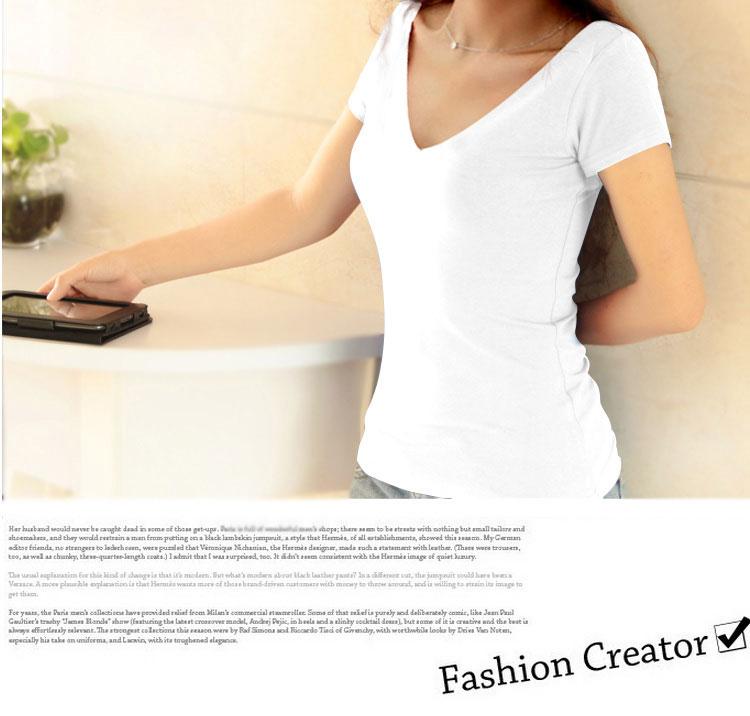 Her husband would never be caught dead in some of those get-ups. Paris is full of wonderful men's shops; there seem to be streets with nothing but small tailors and
shoemakers, and they would restrain a man from putting on a black lambskin jumpsuit, a style that Hermès, of all establishments, showed this season. My German
editor friends, no strangers to lederhosen, were puzzled that Véronique Nichanian, the Hermès designer, made such a statement with leather. (There were trousers,
too, as well as chunky, three-quarter-length coats.) I admit that I was surprised, too. It didn't seem consistent with the Hermès image of quiet luxury.
The usual explanation for this kind of change is that it's modern. But what's modern about black leather pants? In a different cut, the jumpsuit could have been a
Versace. A more plausible explanation is that Hermès wants more of those brand-driven customers with money to throw around, and is willing to strain its image to
get them.
For years, the Paris men's collections have provided relief from Milan's commercial steamroller. Some of that relief is purely and deliberately comic, like Jean Paul
Gaultier's trashy "James Blonde" show (featuring the latest crossover model, Andrej Pejic, in heels and a slinky cocktail dress), but some of it is creative and the best is
always effortlessly relevant. The strongest collections this season were by Raf Simons and Riccardo Tisci of Givenchy, with worthwhile looks by Dries Van Noten,
especially his take on uniforms, and Lanvin, with its toughened elegance.
Fashion Creator